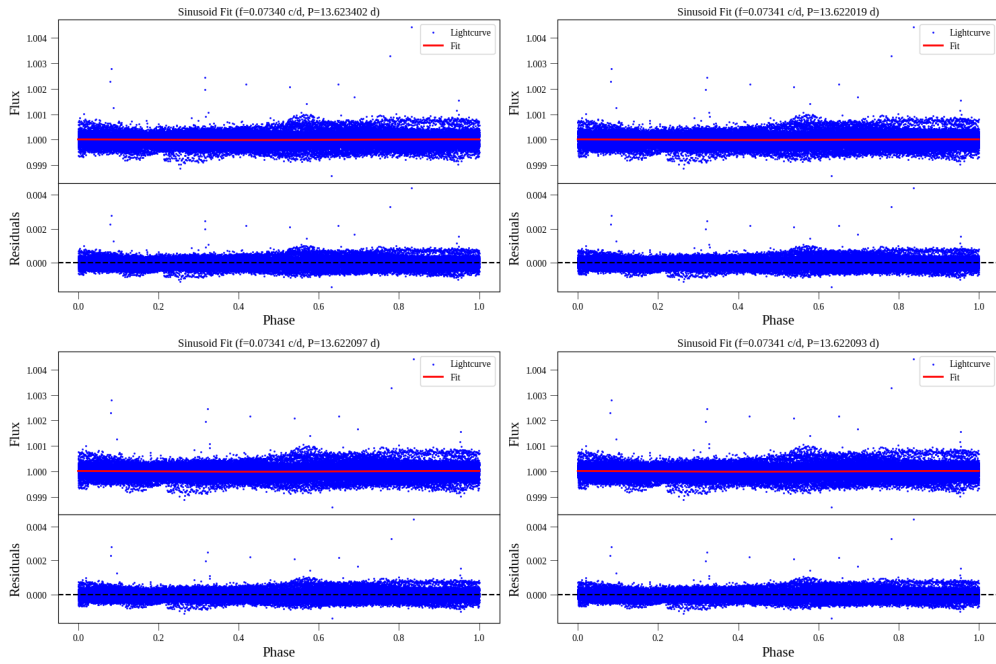 Sinusoid Fit (f=0.07340 c/d, P=13.623402 d)
Lightcurve
Fit
Flux
1.004
1.003
1.002
1.001
1.000
0.999
Residuals
0.004
0.002
0.000
0.0
0.2
0.4
0.6
0.8
1.0
Phase
Sinusoid Fit (f=0.07341 c/d, P=13.622019 d)
Lightcurve
Fit
Flux
1.004
1.003
1.002
1.001
1.000
0.999
Residuals
0.004
0.002
0.000
0.0
0.2
0.4
0.6
0.8
1.0
Phase
Sinusoid Fit (f=0.07341 c/d, P=13.622097 d)
Lightcurve
Fit
Flux
1.004
1.003
1.002
1.001
1.000
0.999
Residuals
0.004
0.002
0.000
0.0
0.2
0.4
0.6
0.8
1.0
Phase
Sinusoid Fit (f=0.07341 c/d, P=13.622093 d)
Lightcurve
Fit
Flux
1.004
1.003
1.002
1.001
1.000
0.999
Residuals
0.004
0.002
0.000
0.0
0.2
0.4
0.6
0.8
1.0
Phase